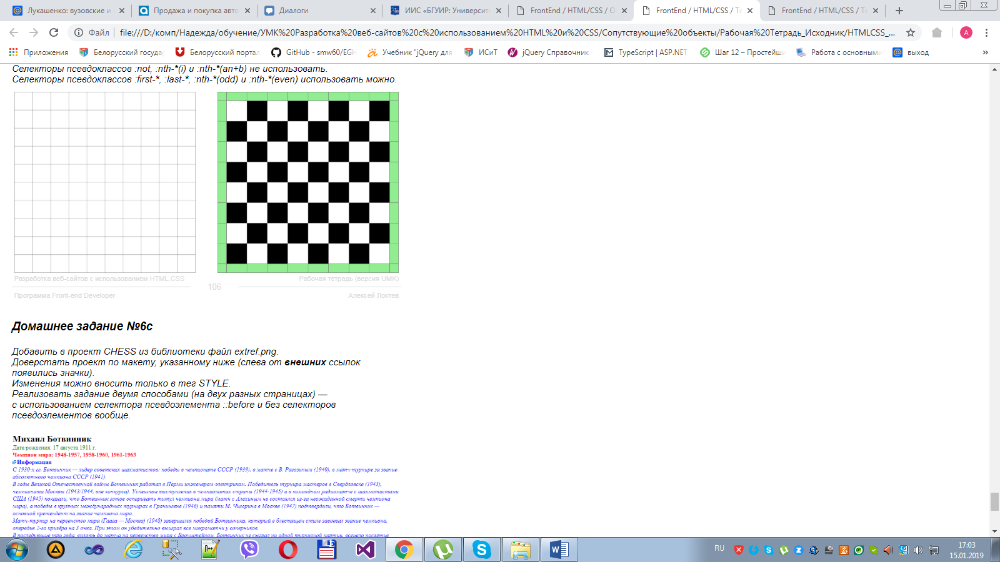 Лукашенко: вузовские и
Продажа и покупка авто
Диалоги
ИИС «БГУИР: Университ
FrontEnd / HTML/CSS / О
FrontEnd / HTML/CSS / Те
FrontEnd / HTML/CSS / Те
Файл
file:///D:/комп/Надежда/обучение/УМК%20Разработка%20веб-сайтов%20с%20использованием%20HTML%20и%20CSS/Сопутствующие%20объекты/Рабочая%20Тетрадь_Исходник/HTMLCSS_...
А
Приложения
Белорусский госудаp
Белорусский портал
GitHub - smw60/EGH
Учебник "jQuery для
ИСиТ
jQuery Справочник
TypeScript | ASP.NET
Шаг 12 – Простейши
Работа с основными
выход
»
Селекторы псевдоклассов :not, :nth-*(i) и :nth-*(an+b) не использовать.
Селекторы псевдоклассов :first-*, :last-*, :nth-*(odd) и :nth-*(even) использовать можно.
Разработка веб-сайтов с использованием HTML,CSS
Рабочая тетрадь (версия UMK)
106
Программа Front-end Developer
Алексей Локтев
Домашнее задание №6c
Добавить в проект CHESS из библиотеки файл extref.png.
Доверстать проект по макету, указанному ниже (слева от внешних ссылок
появились значки).
Изменения можно вносить только в тег STYLE.
Реализовать задание двумя способами (на двух разных страницах) —
с использованием селектора псевдоэлемента ::before и без селекторов
псевдоэлементов вообще.
Михаил Ботвинник
Дата рождения: 17 августа 1911 г.
Чемпион мира: 1948-1957, 1958-1960, 1961-1963
Информация
С 1930-х гг. Ботвинник — лидер советских шахматистов: победы в чемпионате СССР (1939), в матче с В. Рагозиным (1940), в матч-турнире за звание
абсолютного чемпиона СССР (1941).
В годы Великой Отечественной войны Ботвинник работал в Перми инженером-электриком. Победитель турнира мастеров в Свердловске (1943),
чемпионата Москвы (1943/1944, вне конкурса). Успешные выступления в чемпионатах страны (1944-1945) и в командном радиоматче с шахматистами
США (1945) показали, что Ботвинник готов оспаривать титул чемпиона мира (матч с Алехиным не состоялся из-за неожиданной смерти чемпиона
мира), а победы в крупных международных турнирах в Гронингене (1946) и памяти М. Чигорина в Москве (1947) подтвердили, что Ботвинник —
основной претендент на звание чемпиона мира.
Матч-турнир на первенство мира (Гаага — Москва) (1948) завершился победой Ботвинника, который в блестящем стиле завоевал звание чемпиона,
опередив 2-го призёра на 3 очка. При этом он убедительно выиграл все микроматчи у соперников.
В последующие три года, вплоть до матча на первенство мира с Бронштейном, Ботвинник не сыграл ни одной турнирной партии, всецело посвятив
RU
17:03
15.01.2019